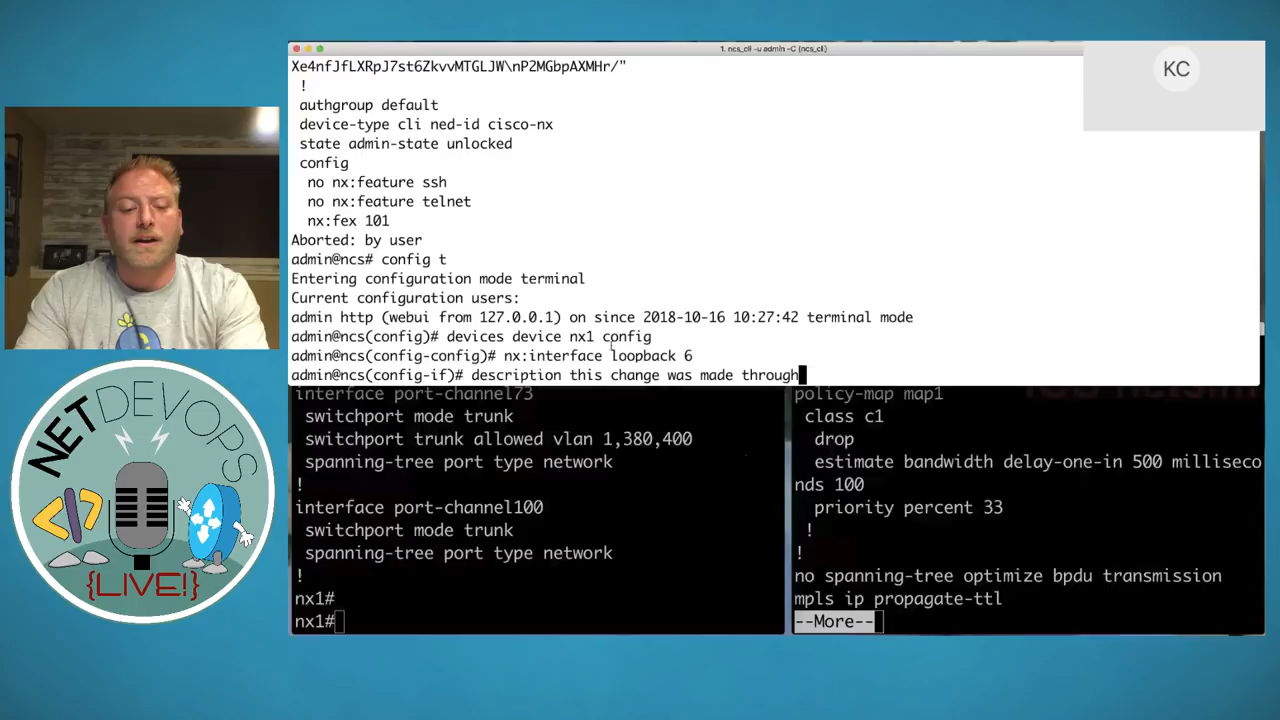 1. ncs_cli -u admin -C (ncs_cli)
Xe4nfJfLXRpJ7st6ZkvvMTGLJW\nP2MGbpAXMHr/"
!
authgroup default
device-type cli ned-id cisco-nx
state admin-state unlocked
config
no nx:feature ssh
no nx:feature telnet
nx:fex 101
Aborted: by user
admin@ncs# config t
Entering configuration mode terminal
Current configuration users:
admin http (webui from 127.0.0.1) on since 2018-10-16 10:27:42 terminal mode
admin@ncs(config)# devices device nx1 config
admin@ncs(config-config)# nx:interface loopback 6
admin@ncs(config-if)# description this change was made through
KC
interface port-channel73
switchport mode trunk
switchport trunk allowed vlan 1,380,400
spanning-tree port type network
!
interface port-channel100
switchport mode trunk
spanning-tree port type network
!
nx1#
nx1#
policy-map map1
class c1
drop
estimate bandwidth delay-one-in 500 milliseco
nds 100
priority percent 33
!
!
no spanning-tree optimize bpdu transmission
mpls ip propagate-ttl
--More--
NETDEVOPS
</>
{LIVE!}